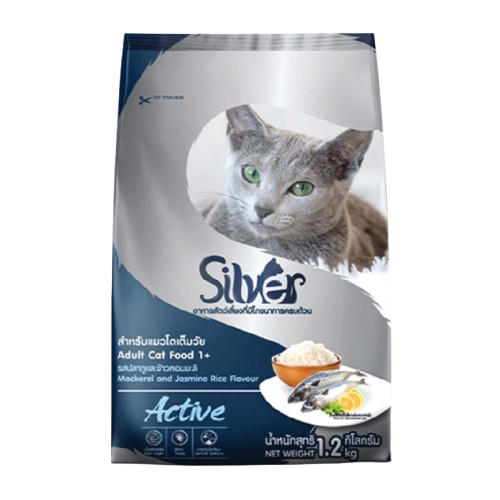 CUT OPEN HERE
Silver
อาหารสัตว์เลี้ยงที่มีโภชนาการครบถ้วน
สำหรับแมวโตเต็มวัย
Adult Cat Food 1+
รสปลาทูและข้าวหอมมะลิ
Mackerel and Jasmine Rice Flavour
Active
น้ำหนักสุทธิ 1.2 กิโลกรัม
NET WEIGHT kg